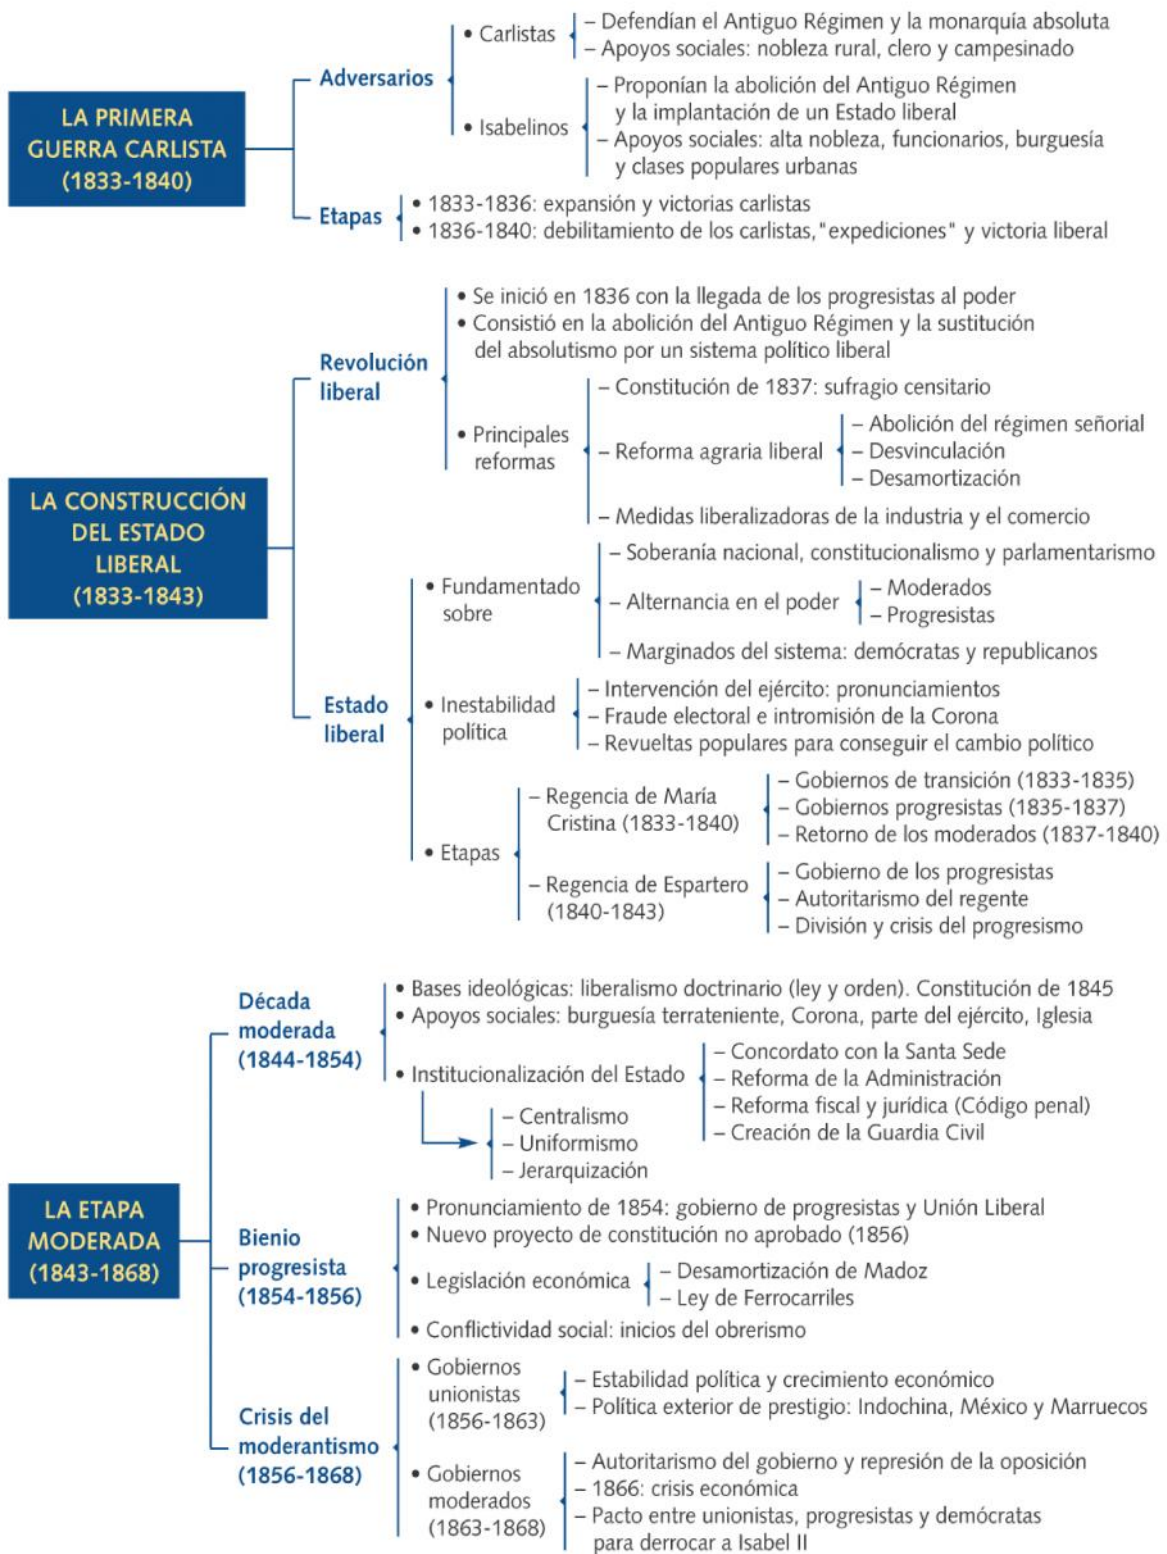 LA PRIMERA
GUERRA CARLISTA
(1833-1840)
Adversarios
• Carlistas
– Defendían el Antiguo Régimen y la monarquía absoluta
– Apoyos sociales: nobleza rural, clero y campesinado
• Isabelinos
– Proponían la abolición del Antiguo Régimen
y la implantación de un Estado liberal
– Apoyos sociales: alta nobleza, funcionarios, burguesía
y clases populares urbanas
Etapas
• 1833-1836: expansión y victorias carlistas
• 1836-1840: debilitamiento de los carlistas,"expediciones" y victoria liberal
LA CONSTRUCCIÓN
DEL ESTADO
LIBERAL
(1833-1843)
Revolución
liberal
• Se inició en 1836 con la llegada de los progresistas al poder
• Consistió en la abolición del Antiguo Régimen y la sustitución
del absolutismo por un sistema político liberal
• Principales
reformas
– Constitución de 1837: sufragio censitario
– Reforma agraria liberal
– Abolición del régimen señorial
– Desvinculación
– Desamortización
– Medidas liberalizadoras de la industria y el comercio
Estado
liberal
• Fundamentado
sobre
– Soberanía nacional, constitucionalismo y parlamentarismo
– Alternancia en el poder
– Moderados
– Progresistas
– Marginados del sistema: demócratas y republicanos
• Inestabilidad
política
– Intervención del ejército: pronunciamientos
– Fraude electoral e intromisión de la Corona
– Revueltas populares para conseguir el cambio político
• Etapas
– Regencia de María
Cristina (1833-1840)
– Gobiernos de transición (1833-1835)
– Gobiernos progresistas (1835-1837)
– Retorno de los moderados (1837-1840)
– Regencia de Espartero
(1840-1843)
– Gobierno de los progresistas
– Autoritarismo del regente
– División y crisis del progresismo
LA ETAPA
MODERADA
(1843-1868)
Década
moderada
(1844-1854)
• Bases ideológicas: liberalismo doctrinario (ley y orden). Constitución de 1845
• Apoyos sociales: burguesía terrateniente, Corona, parte del ejército, Iglesia
• Institucionalización del Estado
– Concordato con la Santa Sede
– Reforma de la Administración
– Reforma fiscal y jurídica (Código penal)
– Creación de la Guardia Civil
– Centralismo
– Uniformismo
– Jerarquización
Bienio
progresista
(1854-1856)
• Pronunciamiento de 1854: gobierno de progresistas y Unión Liberal
• Nuevo proyecto de constitución no aprobado (1856)
• Legislación económica
– Desamortización de Madoz
– Ley de Ferrocarriles
• Conflictividad social: inicios del obrerismo
Crisis del
moderantismo
(1856-1868)
• Gobiernos
unionistas
(1856-1863)
– Estabilidad política y crecimiento económico
– Política exterior de prestigio: Indochina, México y Marruecos
• Gobiernos
moderados
(1863-1868)
– Autoritarismo del gobierno y represión de la oposición
– 1866: crisis económica
– Pacto entre unionistas, progresistas y demócratas
para derrocar a Isabel II